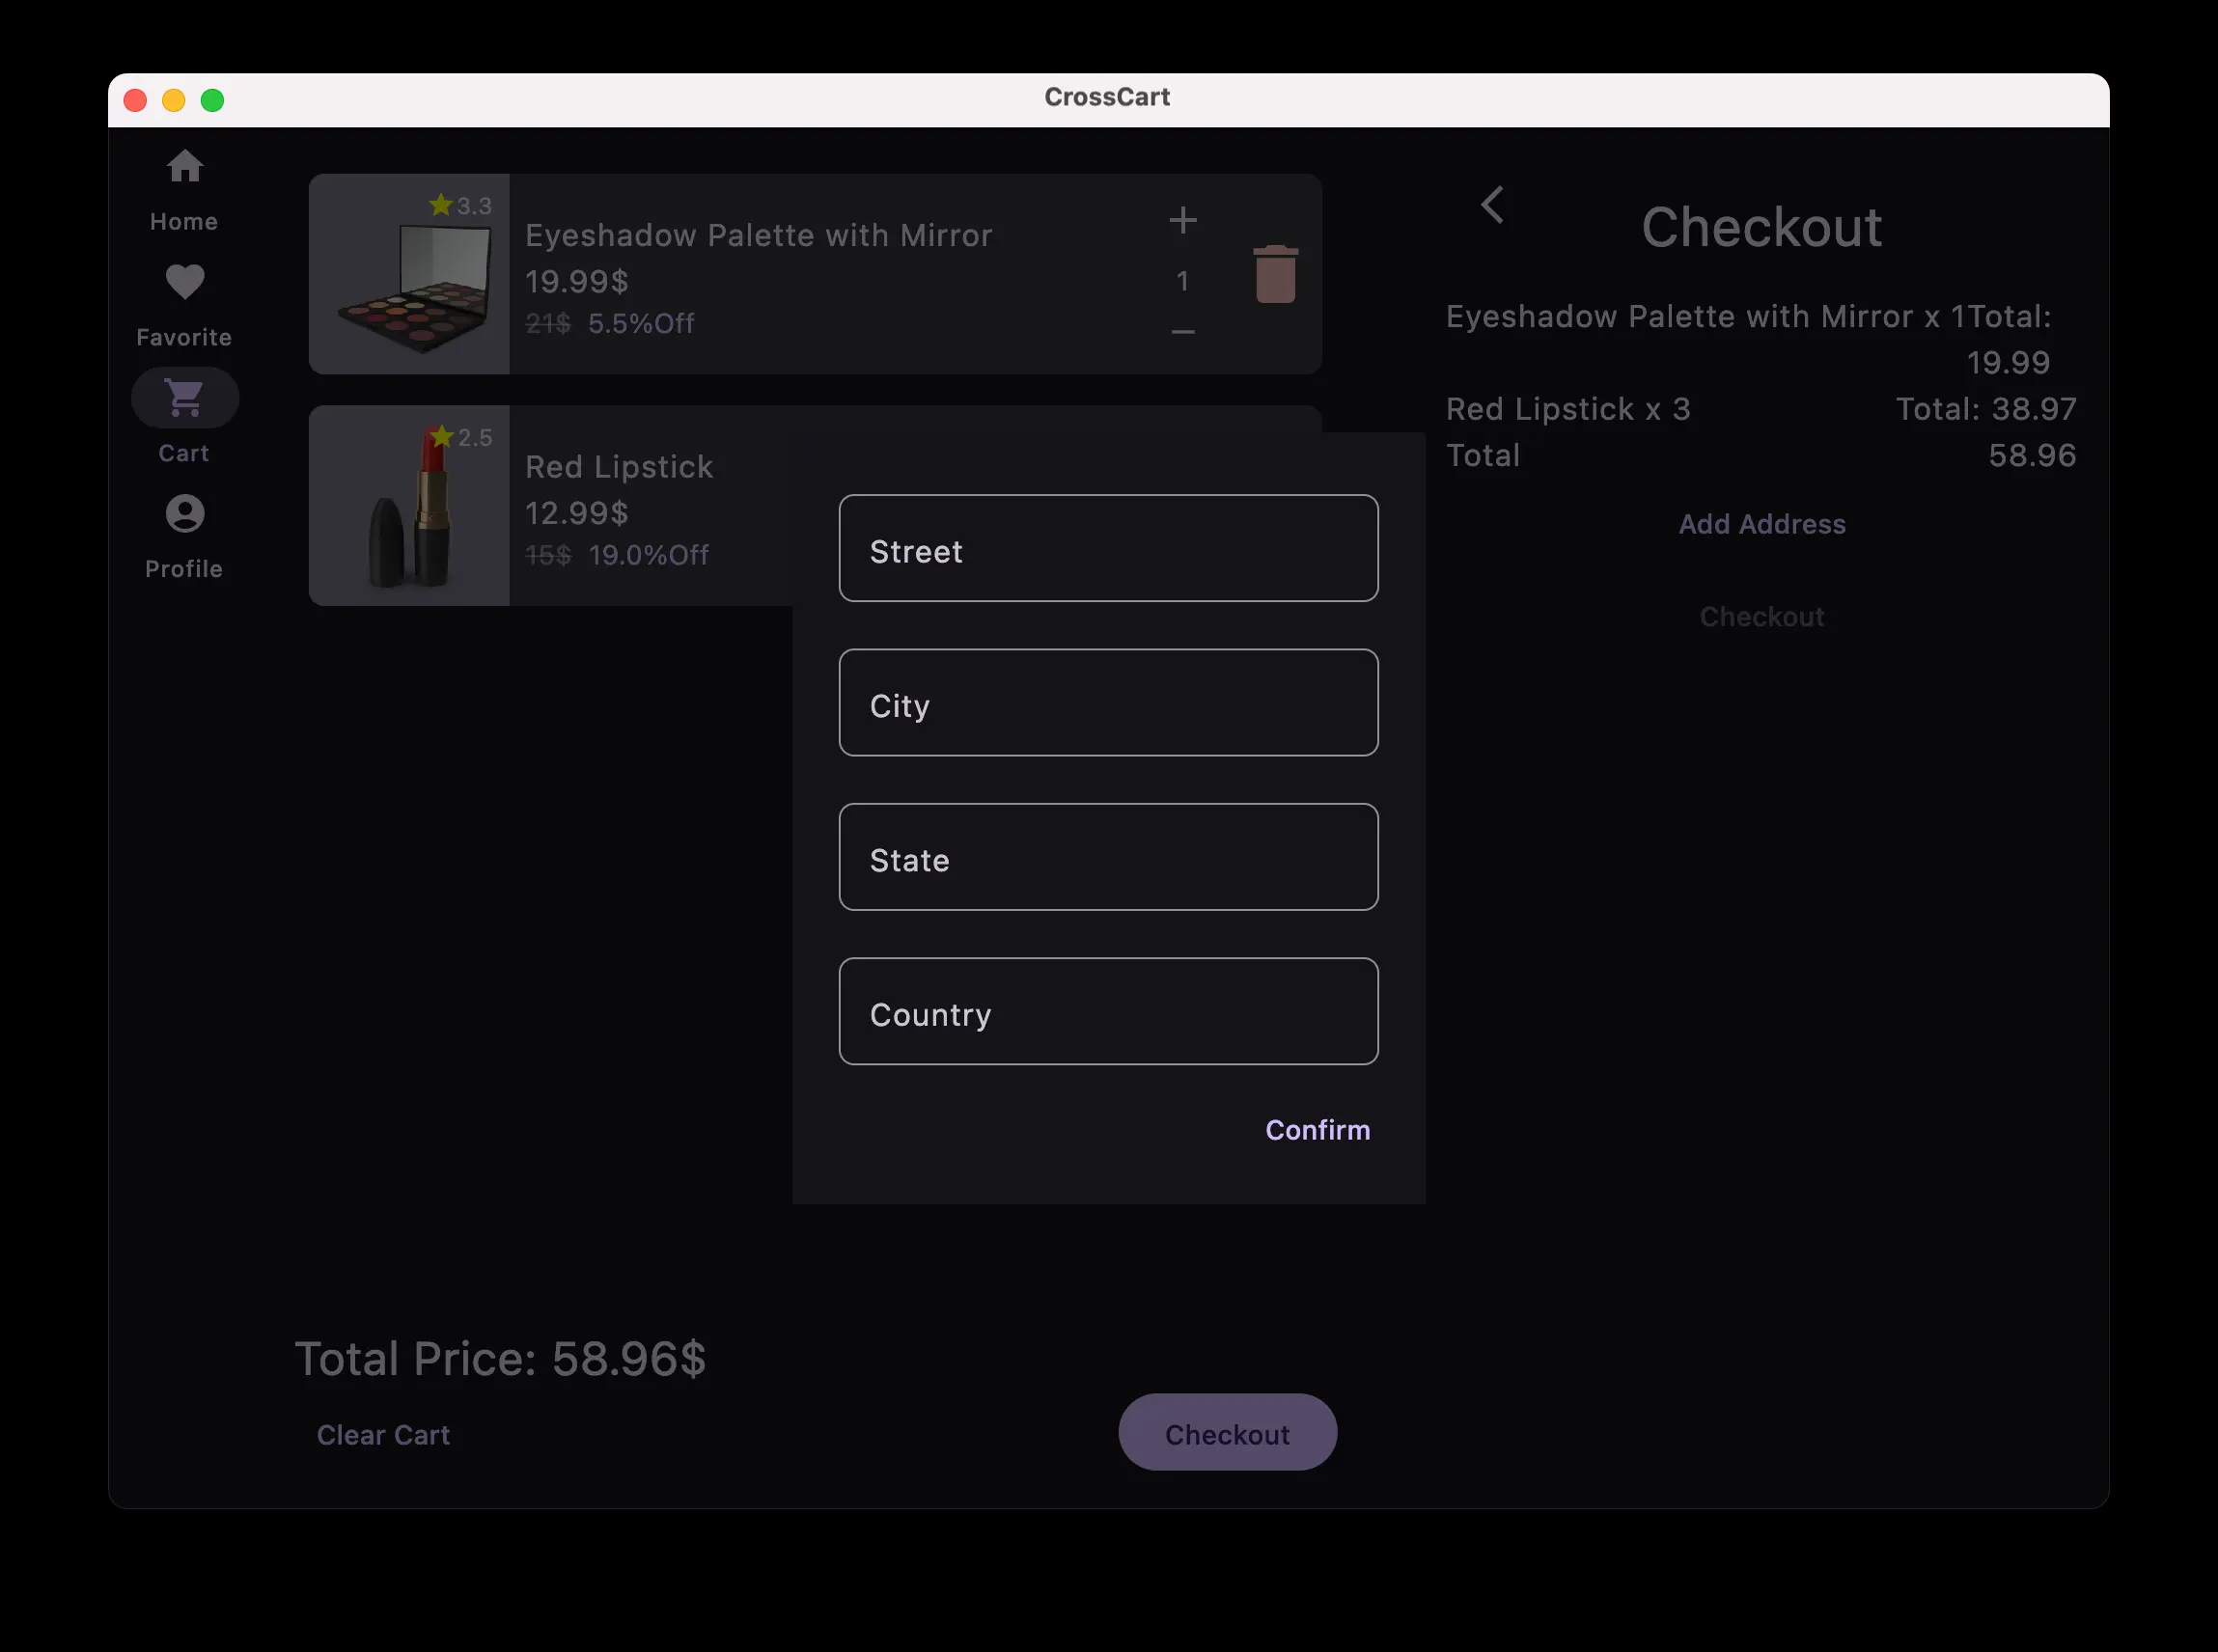 CrossCart
Home
Favorite
Cart
Profile
3.3
Eyeshadow Palette with Mirror
19.99$
21$ 5.5%Off
1
2.5
Red Lipstick
12.99$
15$ 19.0%Off
Total Price: 58.96$
Clear Cart
Checkout
Checkout
Eyeshadow Palette with Mirror x 1Total:
19.99
Red Lipstick x 3 Total: 38.97
Total 58.96
Add Address
Checkout
Street
City
State
Country
Confirm